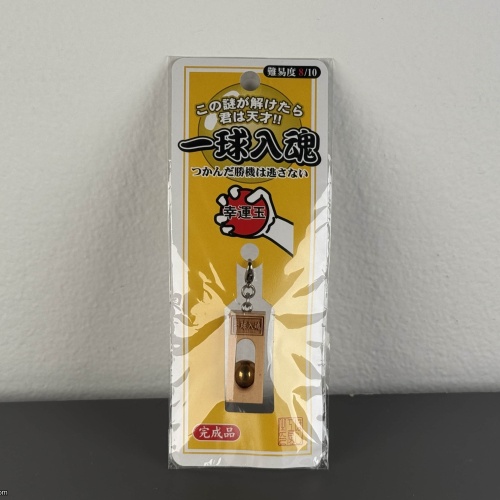 難易度 8/10
この謎が解けたら
君は天才!!
一球入魂
つかんだ勝機は逃さない
幸運玉
完成品